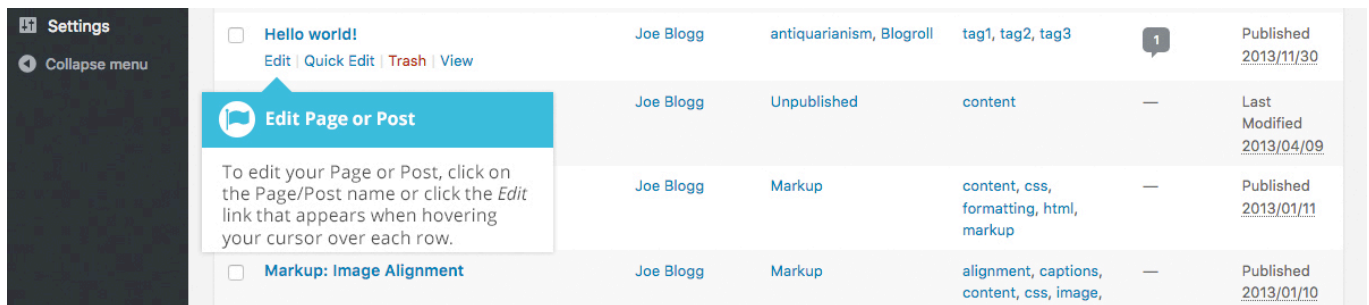 Settings
Collapse menu
Hello world!
Edit | Quick Edit | Trash | View
Joe Blogg
antiquarianism, Blogroll
tag1, tag2, tag3
1
Published
2013/11/30
Edit Page or Post
To edit your Page or Post, click on
the Page/Post name or click the Edit
link that appears when hovering
your cursor over each row.
Joe Blogg
Unpublished
content
—
Last
Modified
2013/04/09
Joe Blogg
Markup
content, css,
formatting, html,
markup
—
Published
2013/01/11
Markup: Image Alignment
Joe Blogg
Markup
alignment, captions,
content, css, image,
—
Published
2013/01/10